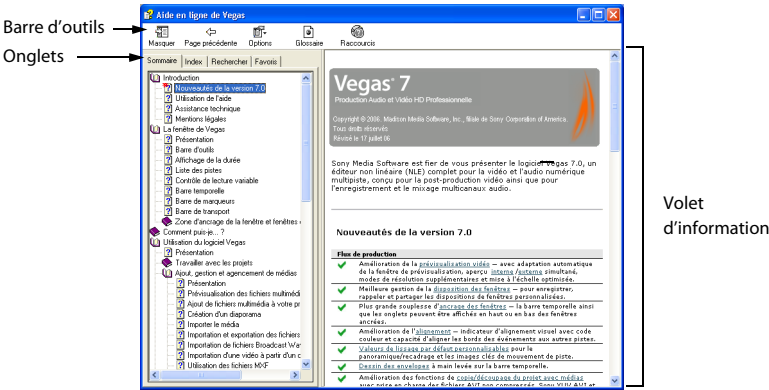 Aide en ligne de Vegas
Barre d'outils
Masquer Page précédente Options Glossaire Raccourcis
Onglets
Sommaire Index Rechercher Favoris
Introduction
Nouveautés de la version 7.0
Utilisation de l'aide
Assistance technique
Mentions légales
La fenêtre de Vegas
Présentation
Barre d'outils
Affichage de la durée
Liste des pistes
Contrôle de lecture variable
Barre temporelle
Barre de marqueurs
Barre de transport
Zone d'ancrage de la fenêtre et fenêtres
Comment puis-je... ?
Utilisation du logiciel Vegas
Présentation
Travailler avec les projets
Ajout, gestion et agencement de médias
Présentation
Prévisualisation des fichiers multimédi
Ajout de fichiers multimédia à votre pr
Création d'un diaporama
Importer le média
Importation et exportation des fichiers
Importation de fichiers Broadcast Wa
Importation d'une vidéo à partir d'un c
Utilisation des fichiers MXF
Vegas® 7
Production Audio et Vidéo HD Professionnelle
Copyright © 2006. Madison Media Software, Inc., filiale de Sony Corporation of America.
Tous droits réservés
Révisé le 17 juillet 06
Sony Media Software est fier de vous présenter le logiciel Vegas 7.0, un
éditeur non linéaire (NLE) complet pour la vidéo et l'audio numérique
multipiste, conçu pour la post-production vidéo ainsi que pour
l'enregistrement et le mixage multicanaux audio.
Nouveautés de la version 7.0
Flux de production
Amélioration de la prévisualisation vidéo — avec adaptation automatique
de la fenêtre de prévisualisation, aperçu interne /externe simultané,
modes de résolution supplémentaires et mise à l'échelle optimisée.
Meilleure gestion de la disposition des fenêtres — pour enregistrer,
rappeler et partager les dispositions de fenêtres personnalisées.
Plus grande souplesse d'ancrage des fenêtres — la barre temporelle ainsi
que les onglets peuvent être affichés en haut ou en bas des fenêtres
ancrées.
Amélioration de l'alignement — indicateur d'alignement visuel avec code
couleur et capacité d'aligner les bords des événements aux autres pistes.
Valeurs de lissage par défaut personnalisables pour le
panoramique/recadrage et les images clés de mouvement de piste.
Dessin des envelopes à main levée sur la barre temporelle.
Amélioration des fonctions de copie/découpage du projet avec médias
avec prise en charge des fichiers AVI non compressés, Sony YUV AVI et
Volet
d'information